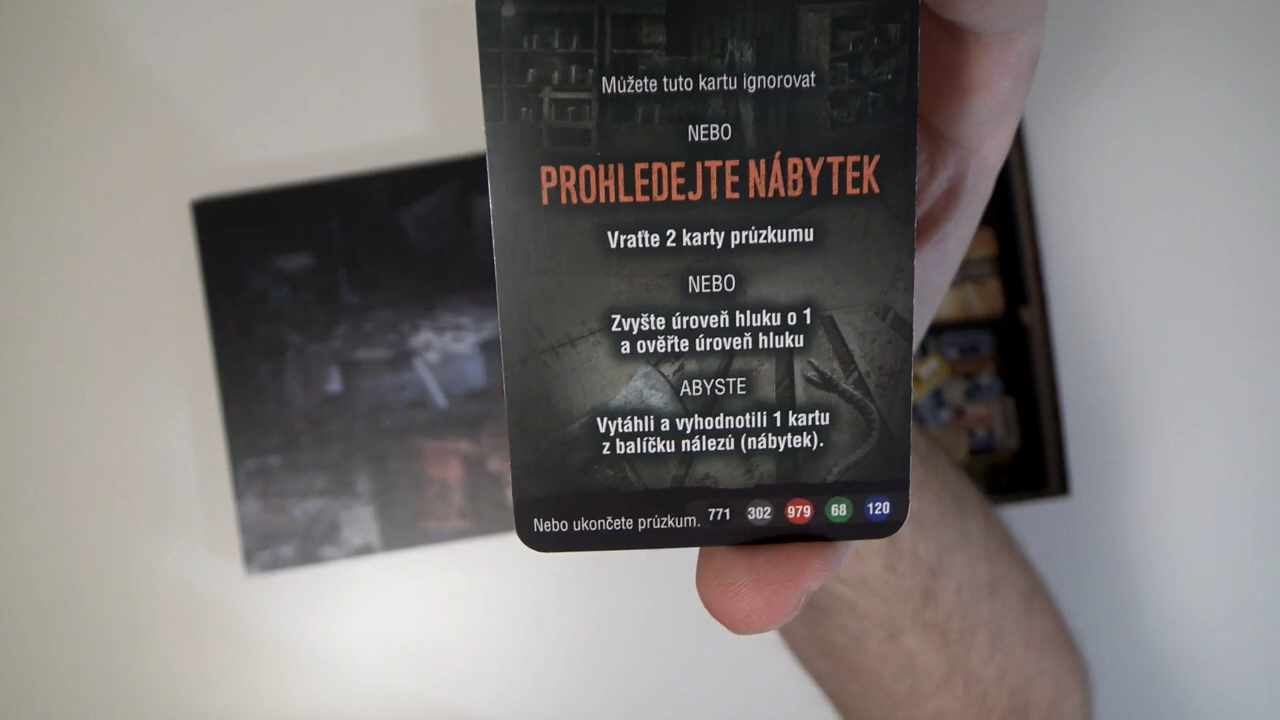 Můžete tuto kartu ignorovat
NEBO
PROHLEDEJTE NÁBYTEK
Vraťte 2 karty průzkumu
NEBO
Zvyšte úroveň hluku o 1
a ověřte úroveň hluku
ABYSTE
Vytáhli a vyhodnotili 1 kartu
z balíčku nálezů (nábytek).
Nebo ukončete průzkum. 771 302 979 68 120